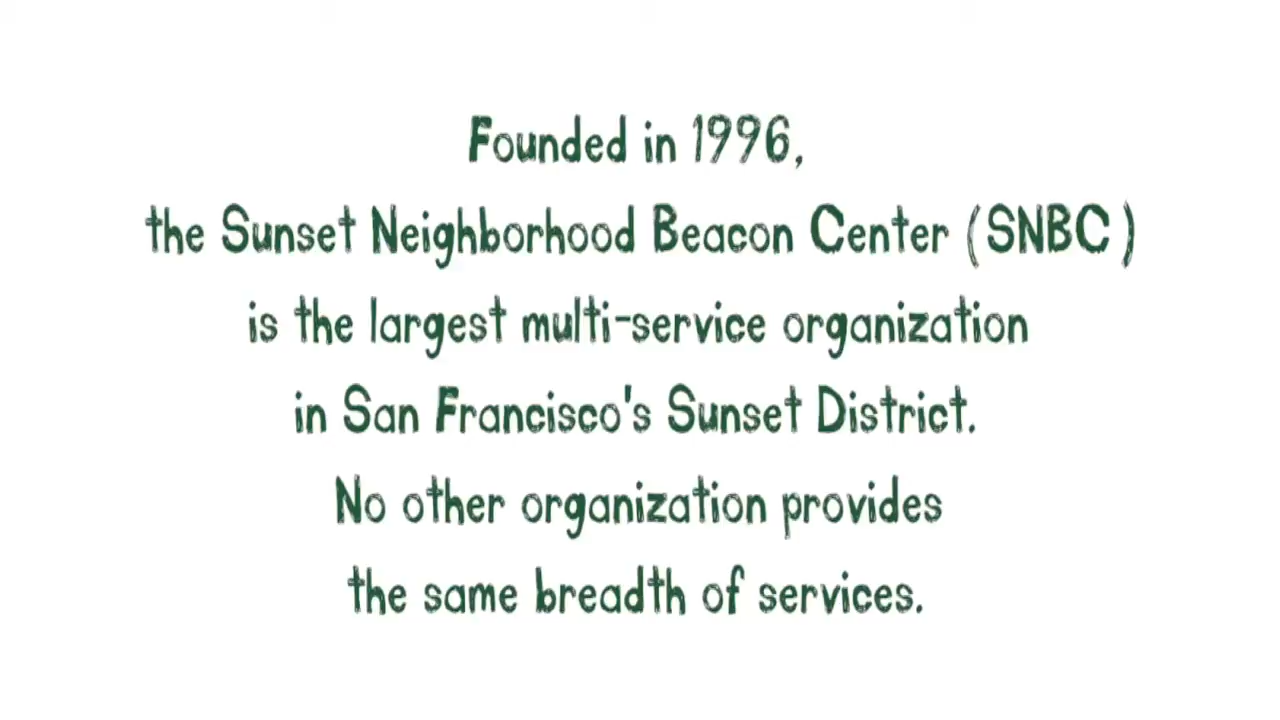 Founded in 1996,
the Sunset Neighborhood Beacon Center (SNBC)
is the largest multi-service organization
in San Francisco's Sunset District.
No other organization provides
the same breadth of services.